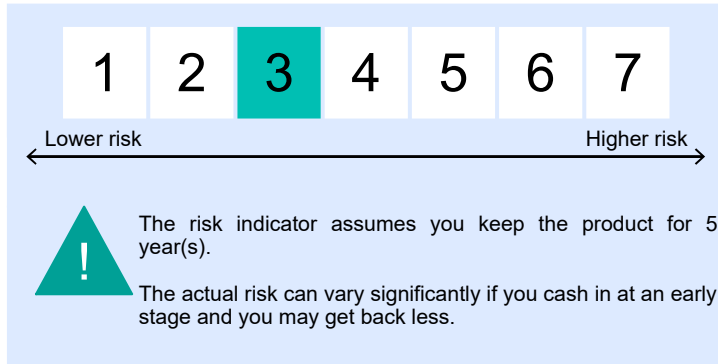 1 2 3 4 5 6 7
Lower risk Higher risk
!
The risk indicator assumes you keep the product for 5
year(s).
The actual risk can vary significantly if you cash in at an early
stage and you may get back less.